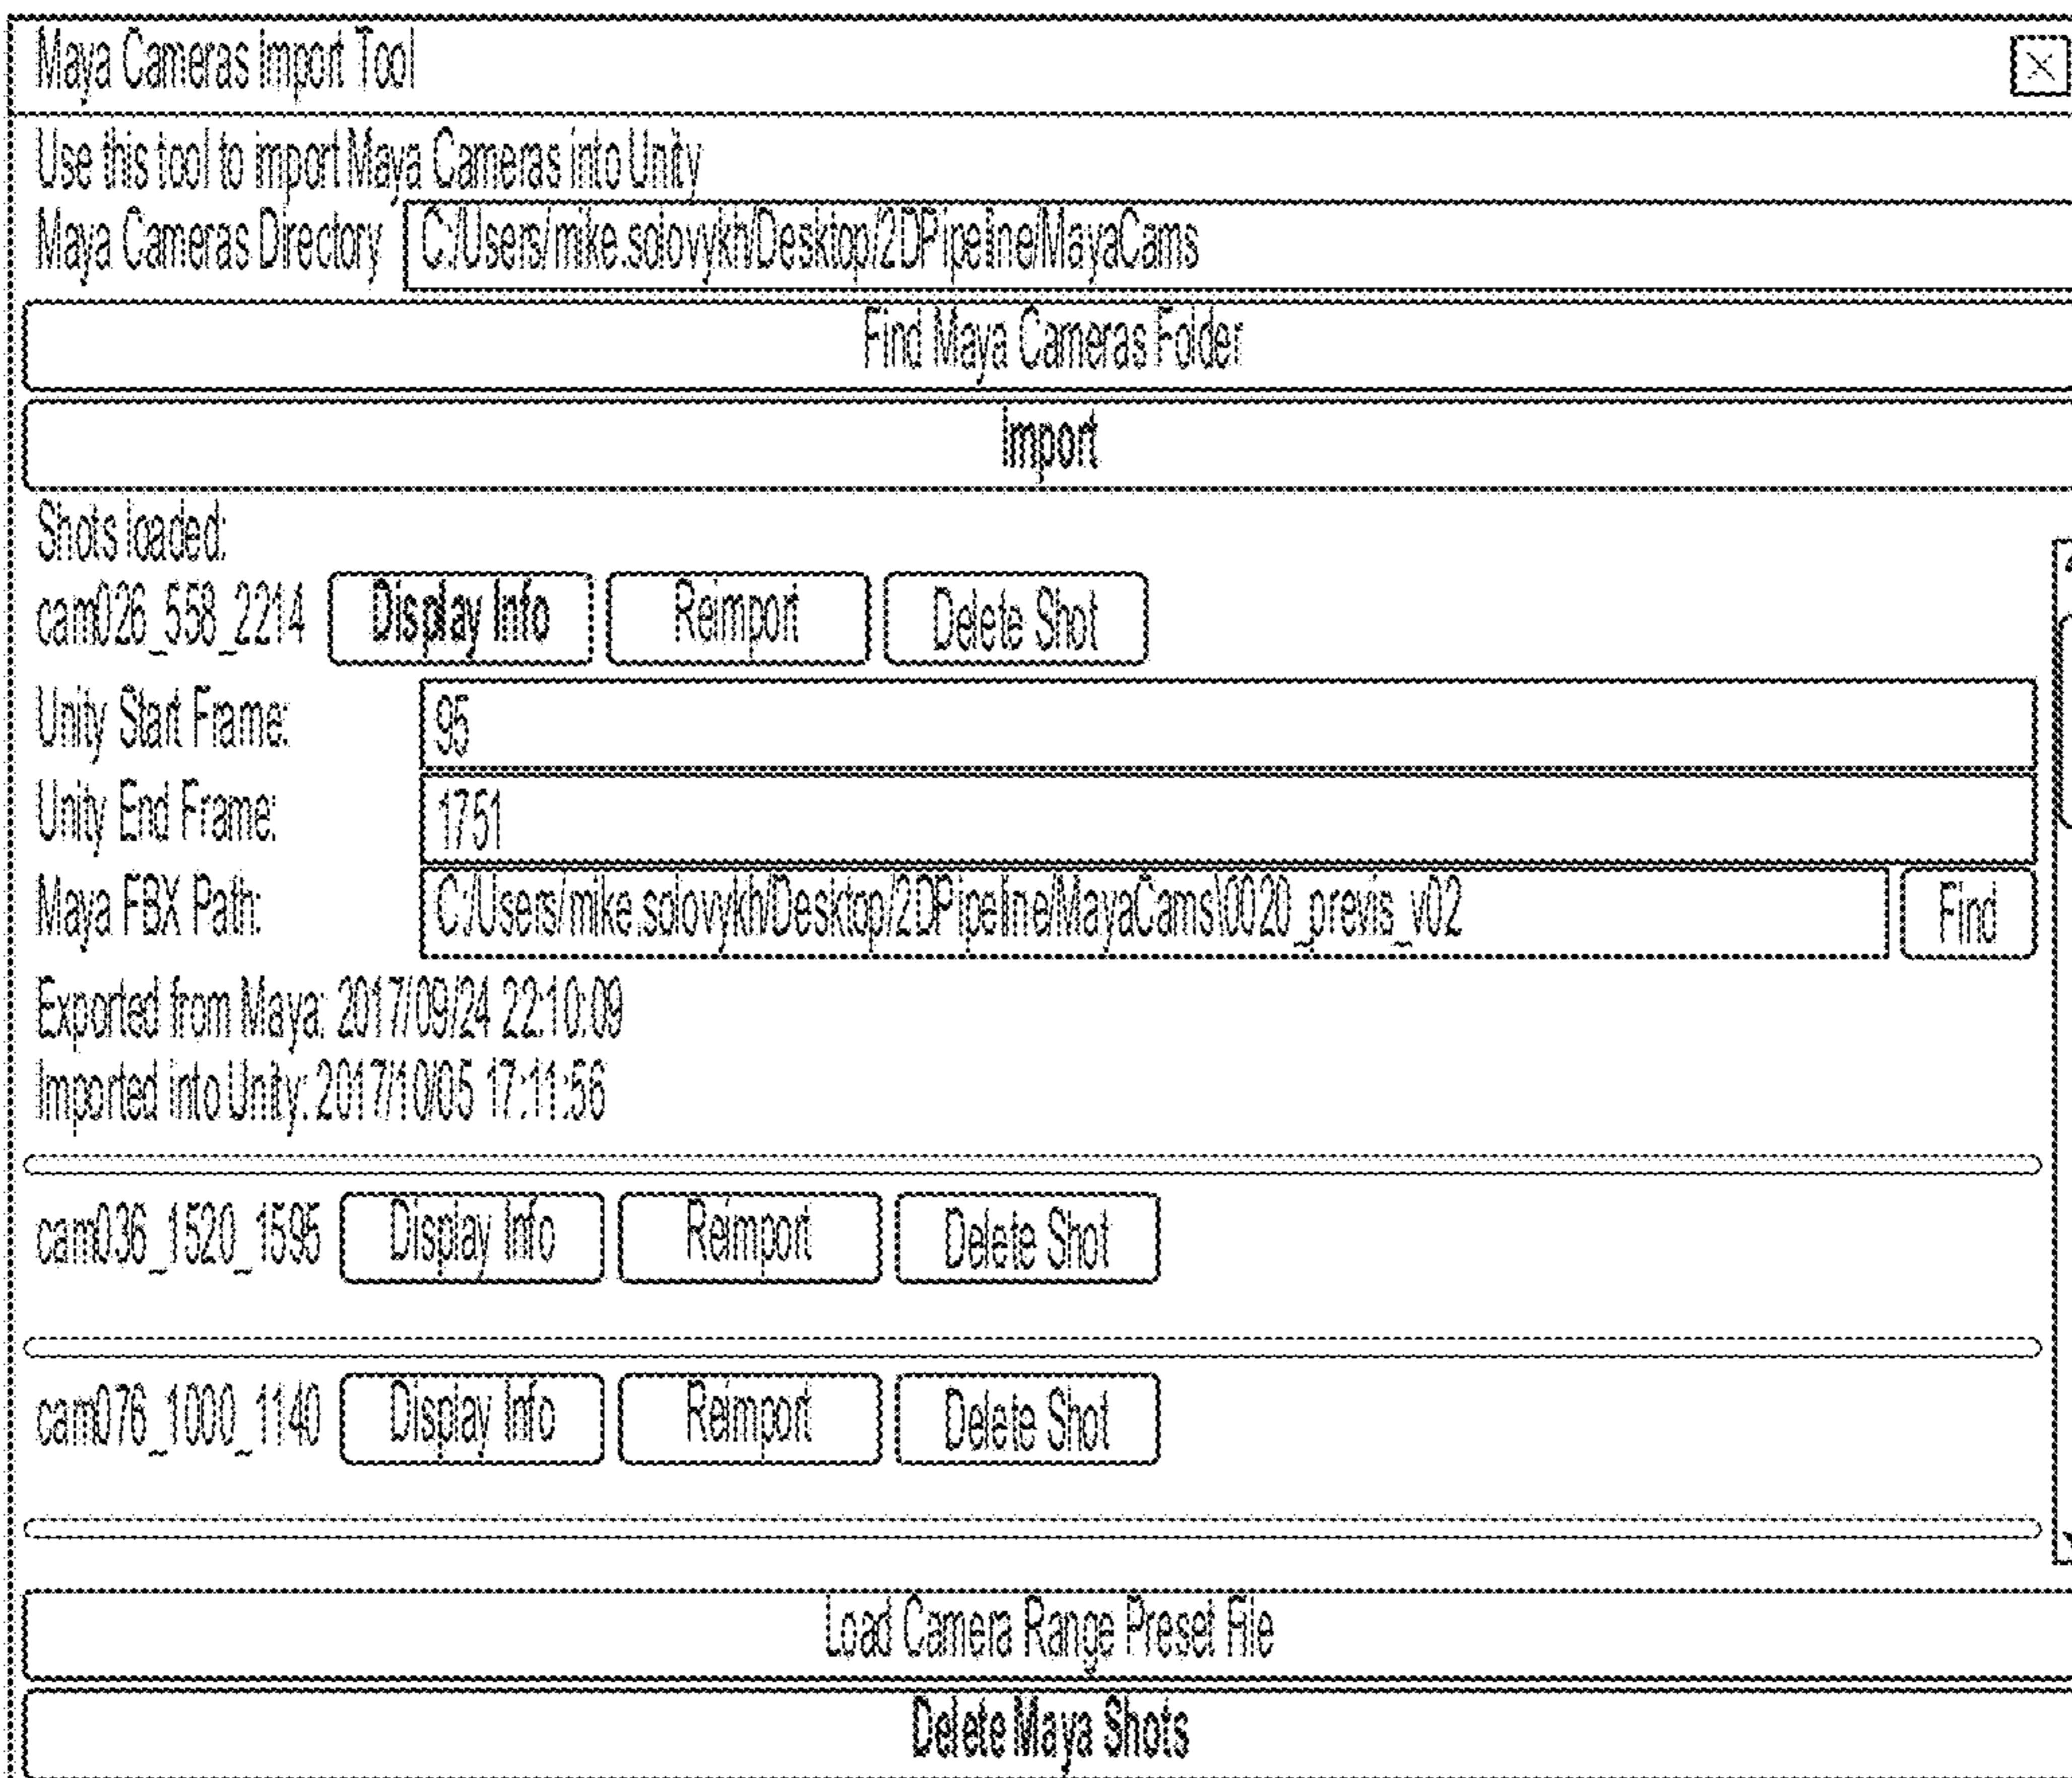 Maya Cameras Import Tool
Use this tool to import Maya Cameras into Unity
Maya Cameras Directory C:/Users/mike.solovykh/Desktop/2DPipeline/MayaCams
Find Maya Cameras Folder
Import
Shots loaded:
cam026_558_2214 Display Info Reimport Delete Shot
Unity Start Frame: 95
Unity End Frame: 1751
Maya FBX Path: C:/Users/mike.solovykh/Desktop/2DPipeline/MayaCams\0020_previs_v02 Find
Exported from Maya: 2017/09/24 22:10:09
Imported into Unity: 2017/10/05 17:11:56
cam036_1520_1595 Display Info Reimport Delete Shot
cam076_1000_1140 Display Info Reimport Delete Shot
Load Camera Range Preset File
Delete Maya Shots